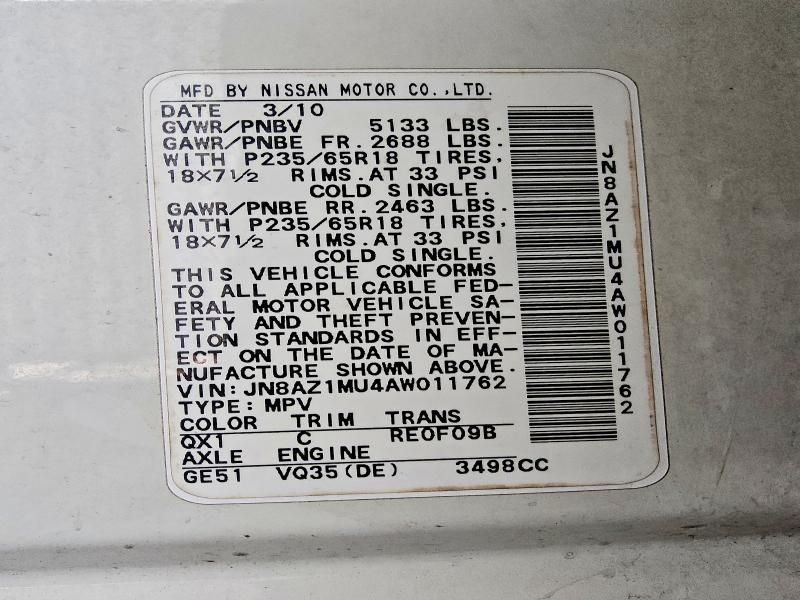 MFD BY NISSAN MOTOR CO.,LTD.
DATE 3/10
GVWR/PNBV 5133 LBS.
GAWR/PNBE FR. 2688 LBS.
WITH P235/65R18 TIRES,
18×7½ RIMS.AT 33 PSI
COLD SINGLE.
GAWR/PNBE RR. 2463 LBS.
WITH P235/65R18 TIRES,
18×7½ RIMS.AT 33 PSI
COLD SINGLE.
THIS VEHICLE CONFORMS
TO ALL APPLICABLE FED-
ERAL MOTOR VEHICLE SA-
FETY AND THEFT PREVEN-
TION STANDARDS IN EFF-
ECT ON THE DATE OF MA-
NUFACTURE SHOWN ABOVE.
VIN: JN8AZ1MU4AW011762
TYPE: MPV
COLOR TRIM TRANS
QX1 C RE0F09B
AXLE ENGINE
GE51 VQ35(DE) 3498CC
JN8AZ1MU4AW011762